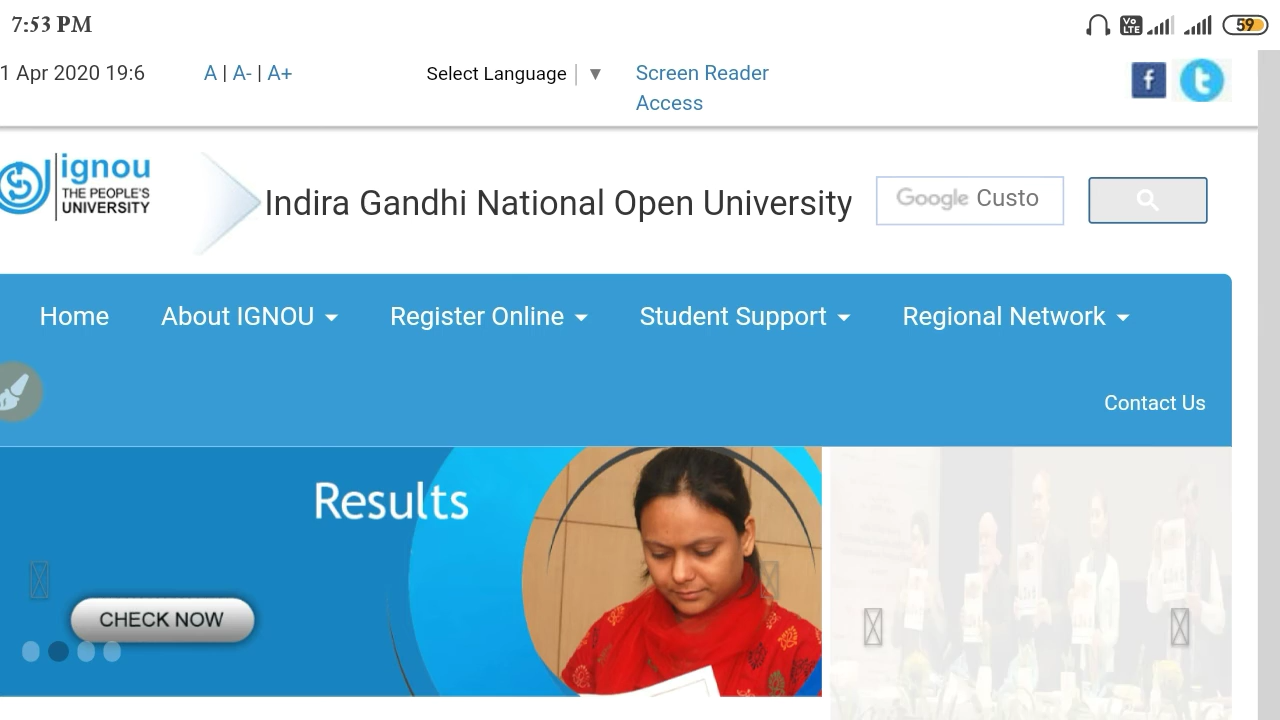 7:53 PM
Vo LTE
59
1 Apr 2020 19:6
A | A- | A+
Select Language ▼
Screen Reader
Access
ignou
THE PEOPLE'S
UNIVERSITY
Indira Gandhi National Open University
Google Custo
Home
About IGNOU
Register Online
Student Support
Regional Network
Contact Us
Results
CHECK NOW